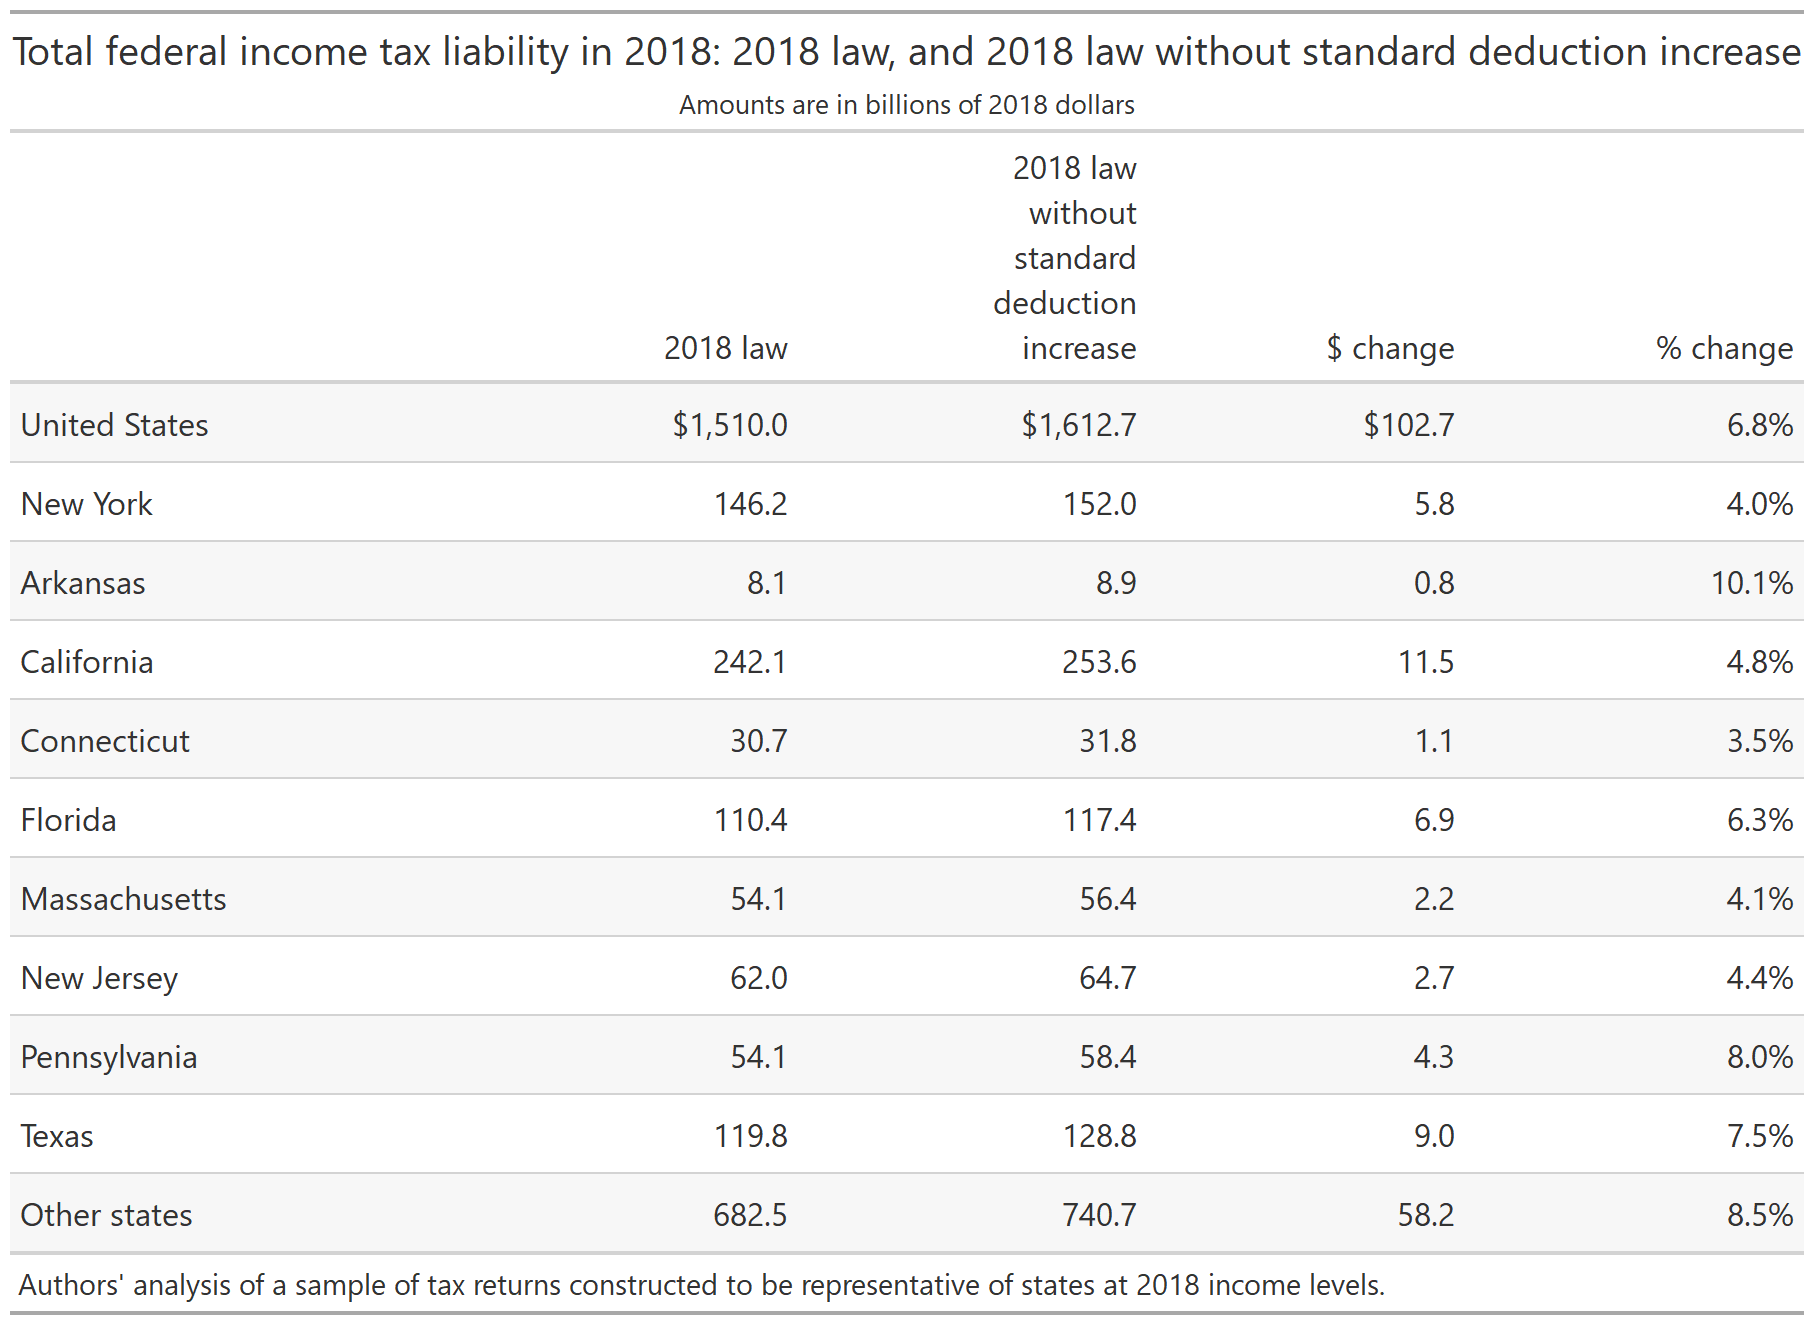 Total federal income tax liability in 2018: 2018 law, and 2018 law without standard deduction increase
Amounts are in billions of 2018 dollars
2018 law
without
standard
deduction
2018 law increase $ change % change
United States $1,510.0 $1,612.7 $102.7 6.8%
New York 146.2 152.0 5.8 4.0%
Arkansas 8.1 8.9 0.8 10.1%
California 242.1 253.6 11.5 4.8%
Connecticut 30.7 31.8 1.1 3.5%
Florida 110.4 117.4 6.9 6.3%
Massachusetts 54.1 56.4 2.2 4.1%
New Jersey 62.0 64.7 2.7 4.4%
Pennsylvania 54.1 58.4 4.3 8.0%
Texas 119.8 128.8 9.0 7.5%
Other states 682.5 740.7 58.2 8.5%
Authors' analysis of a sample of tax returns constructed to be representative of states at 2018 income levels.